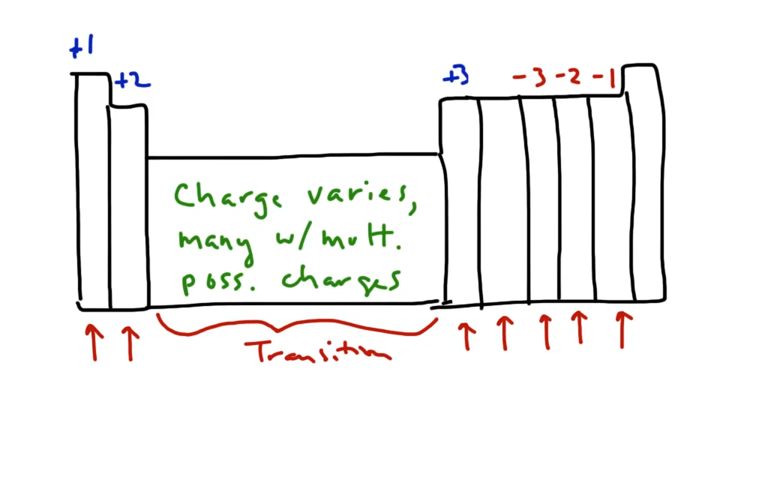 +1
+2
+3
-3 -2 -1
Charge varies,
many w/mult.
poss. charges
Transition